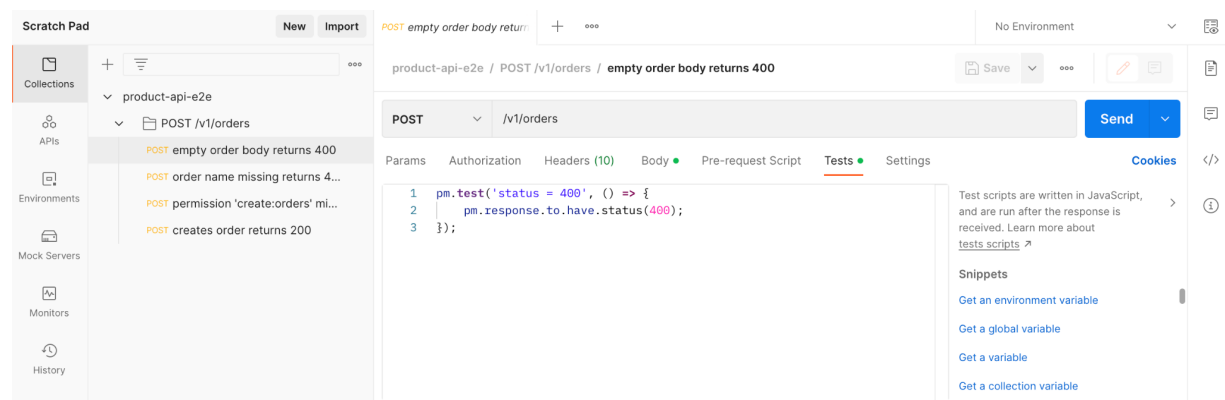 Scratch Pad
New
Import
POST empty order body return
No Environment
Collections
APIs
Environments
Mock Servers
Monitors
History
product-api-e2e
POST /v1/orders
POST empty order body returns 400
POST order name missing returns 4...
POST permission 'create:orders' mi...
POST creates order returns 200
product-api-e2e / POST /v1/orders / empty order body returns 400
Save
POST
/v1/orders
Send
Params
Authorization
Headers (10)
Body
Pre-request Script
Tests
Settings
Cookies
1 pm.test('status = 400', () => {
2 pm.response.to.have.status(400);
3 });
Test scripts are written in JavaScript,
and are run after the response is
received. Learn more about
tests scripts ↗
Snippets
Get an environment variable
Get a global variable
Get a variable
Get a collection variable